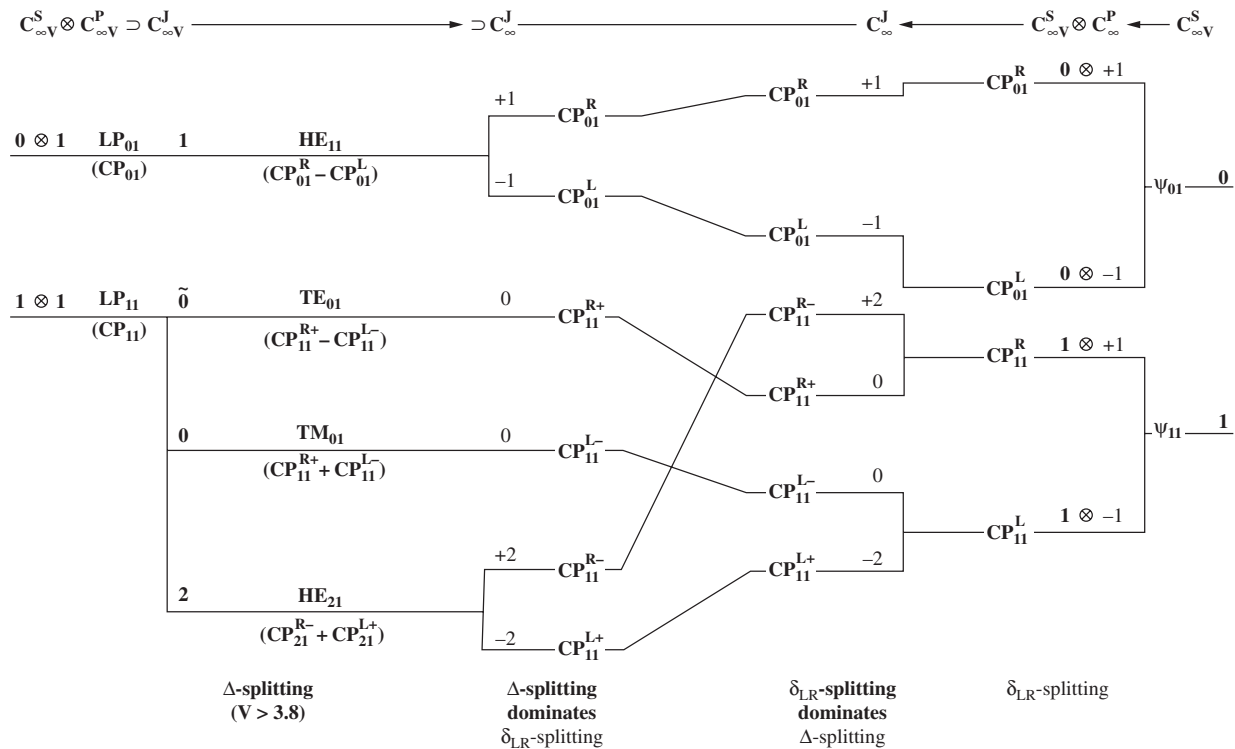 C^S_∞V ⊗ C^P_∞V ⊃ C^J_∞V ⊃ C^J_∞ C^J_∞ C^S_∞V ⊗ C^P_∞ C^S_∞V
0 ⊗ 1 LP_01 1 HE_11
(CP_01) (CP^R_01 − CP^L_01)
+1 CP^R_01
−1 CP^L_01
CP^R_01 +1
CP^L_01 −1
CP^R_01 0 ⊗ +1
CP^L_01 0 ⊗ −1
ψ_01 0
1 ⊗ 1 LP_11 0̃ TE_01
(CP_11) (CP^R+_11 − CP^L−_11)
0 CP^R+_11
0 TM_01
(CP^R+_11 + CP^L−_11)
0 CP^L−_11
2 HE_21
(CP^R−_21 + CP^L+_21)
+2 CP^R−_11
−2 CP^L+_11
CP^R−_11 +2
CP^R+_11 0
CP^L−_11 0
CP^L+_11 −2
CP^R_11 1 ⊗ +1
CP^L_11 1 ⊗ −1
ψ_11 1
Δ-splitting
(V > 3.8)
Δ-splitting
dominates
δ_LR-splitting
δ_LR-splitting
dominates
Δ-splitting
δ_LR-splitting